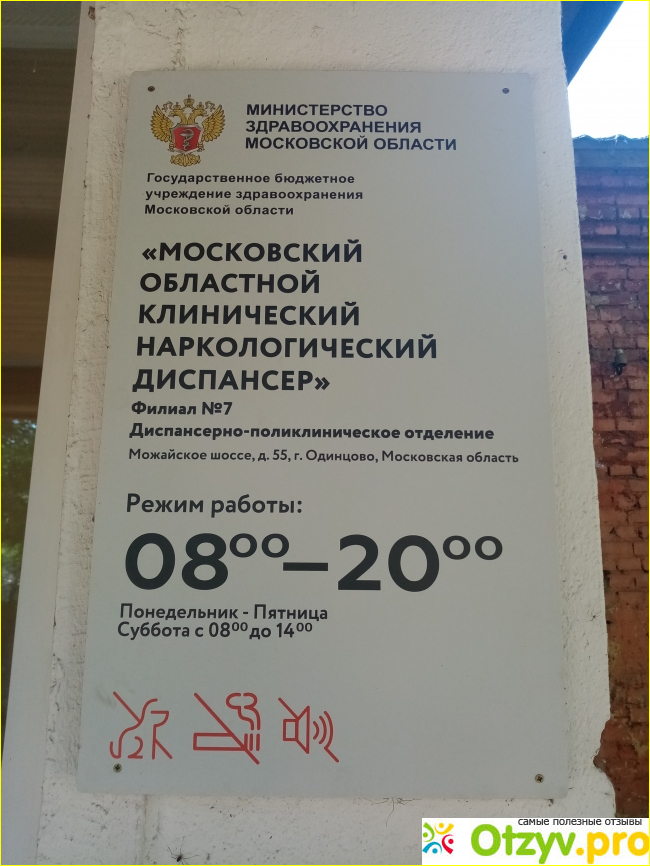 МИНИСТЕРСТВО
ЗДРАВООХРАНЕНИЯ
МОСКОВСКОЙ ОБЛАСТИ
Государственное бюджетное
учреждение здравоохранения
Московской области
«МОСКОВСКИЙ
ОБЛАСТНОЙ
КЛИНИЧЕСКИЙ
НАРКОЛОГИЧЕСКИЙ
ДИСПАНСЕР»
Филиал №7
Диспансерно-поликлиническое отделение
Можайское шоссе, д. 55, г. Одинцово, Московская область
Режим работы:
08⁰⁰–20⁰⁰
Понедельник - Пятница
Суббота с 08⁰⁰ до 14⁰⁰
самые полезные отзывы
Otzyv.pro